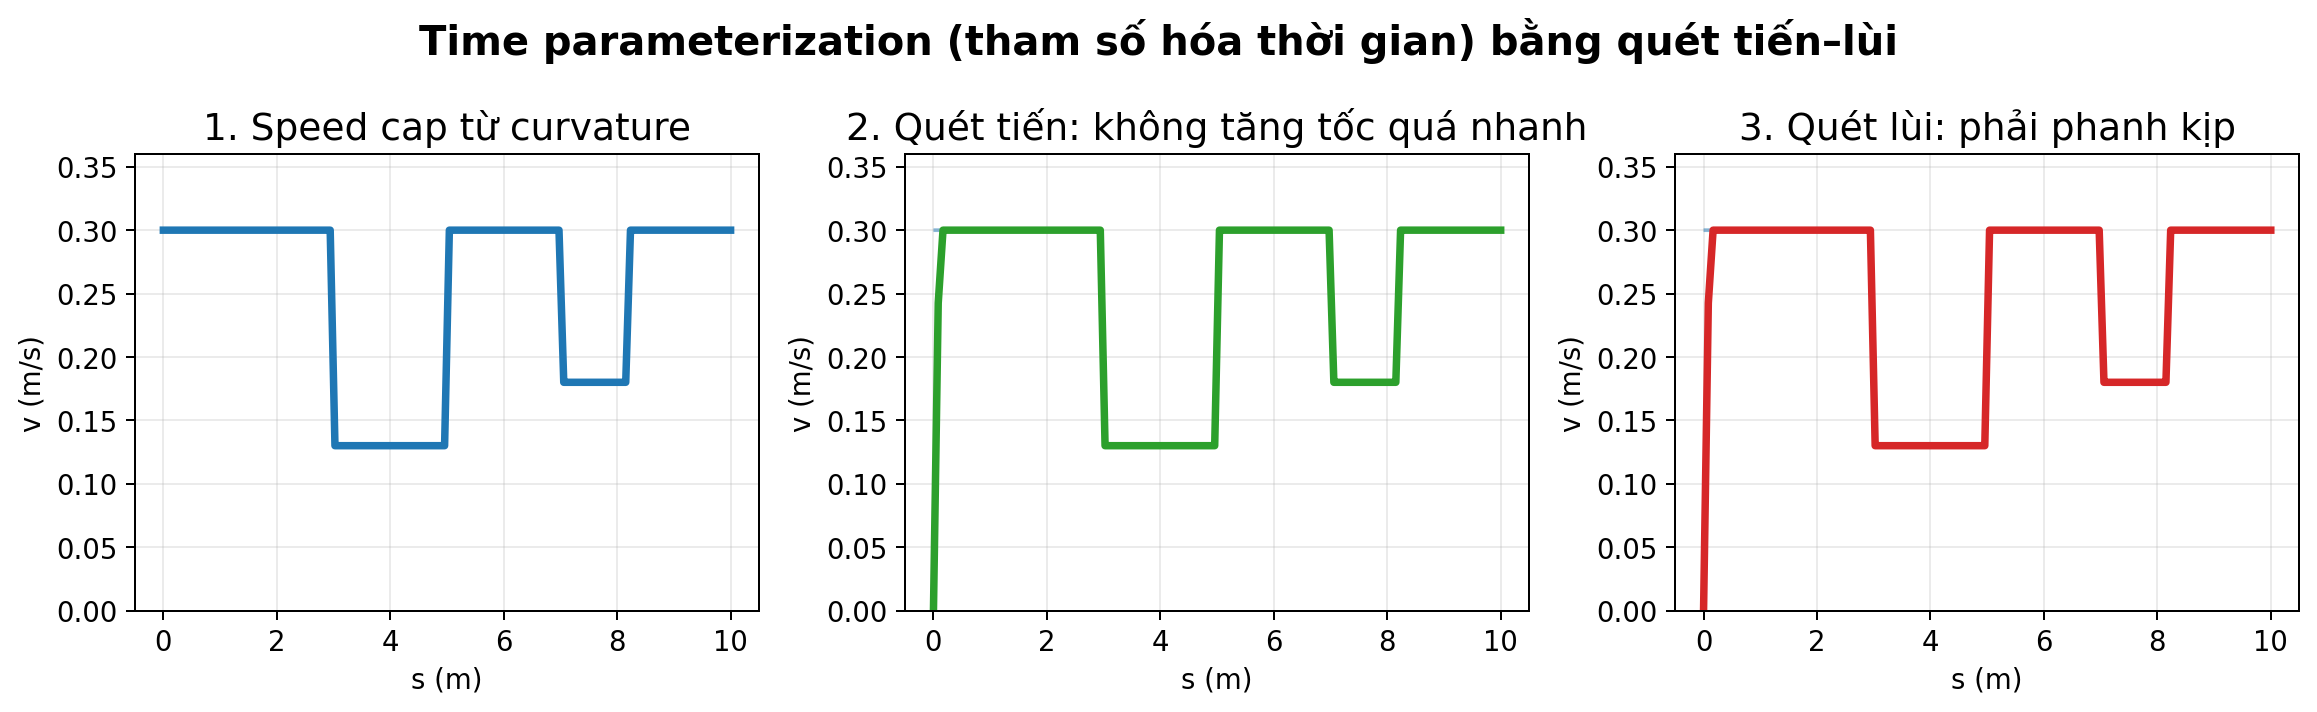 Time parameterization (tham số hóa thời gian) bằng quét tiến–lùi
1. Speed cap từ curvature
0.35
0.30
0.25
0.20
0.15
0.10
0.05
0.00
v (m/s)
0 2 4 6 8 10
s (m)
2. Quét tiến: không tăng tốc quá nhanh
0.35
0.30
0.25
0.20
0.15
0.10
0.05
0.00
v (m/s)
0 2 4 6 8 10
s (m)
3. Quét lùi: phải phanh kịp
0.35
0.30
0.25
0.20
0.15
0.10
0.05
0.00
v (m/s)
0 2 4 6 8 10
s (m)